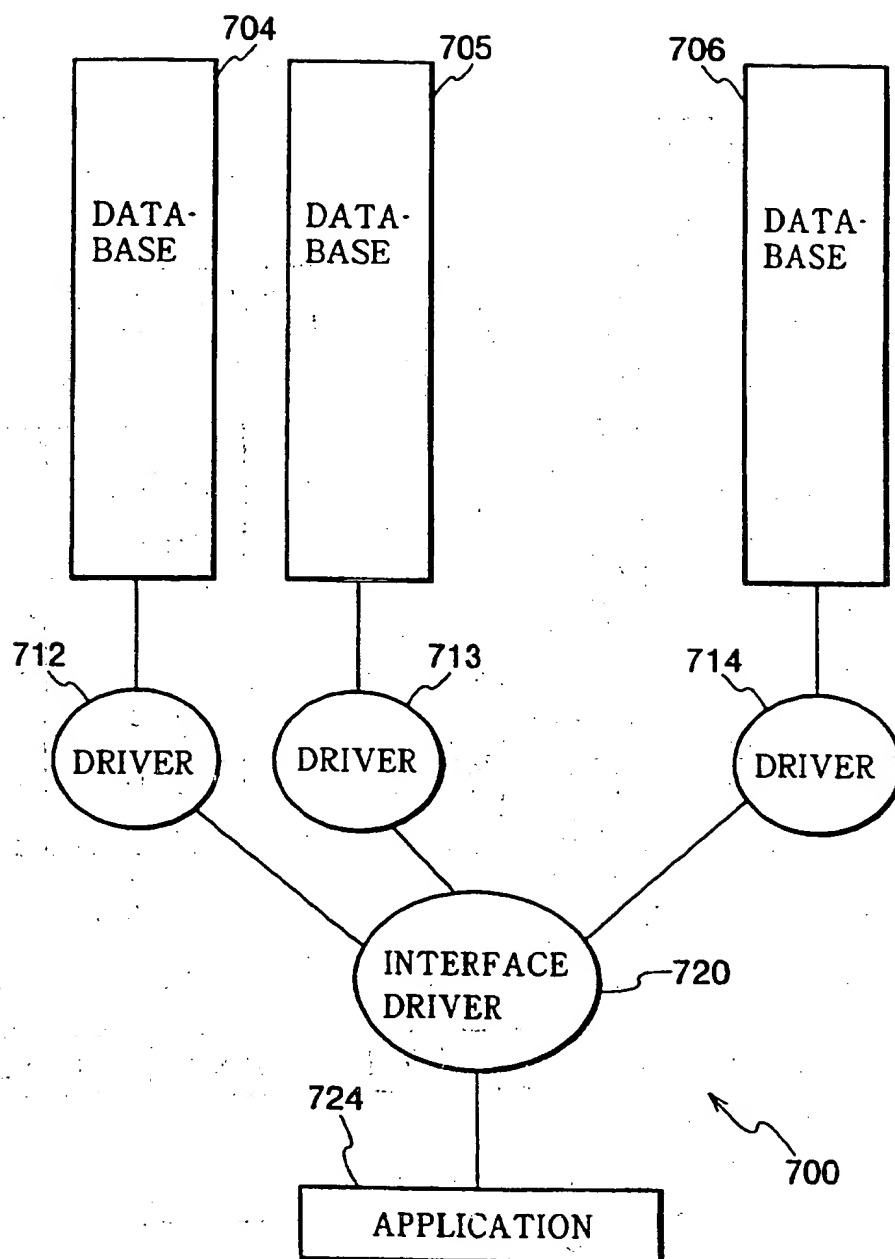 704
705
706
DATA-
BASE
DATA-
BASE
DATA-
BASE
712
713
714
DRIVER
DRIVER
DRIVER
INTERFACE
DRIVER
720
724
700
APPLICATION